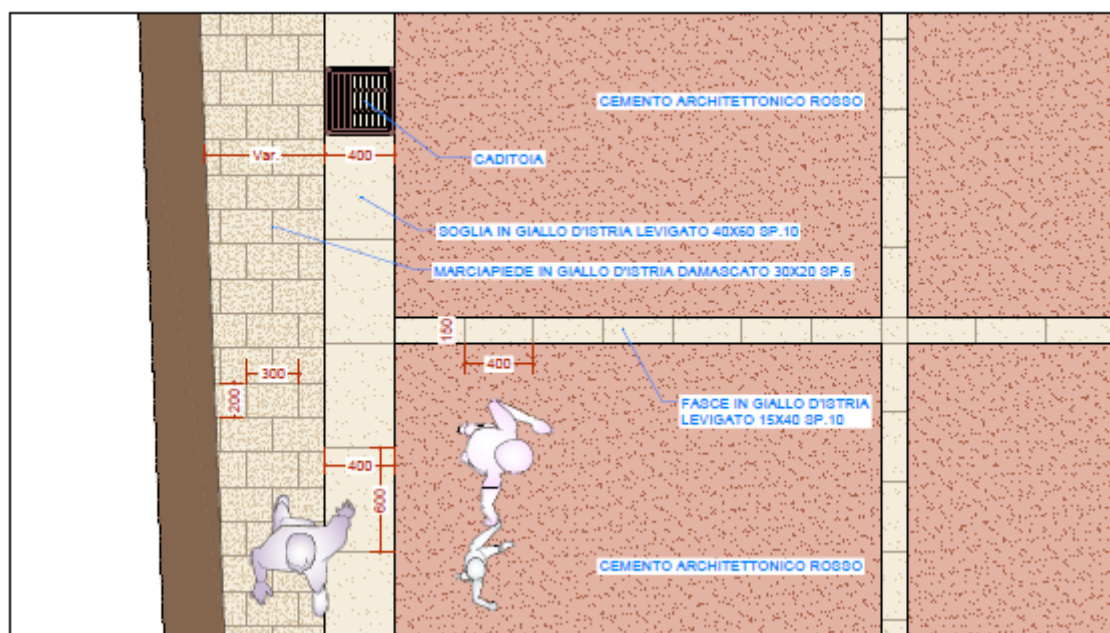 CEMENTO ARCHITETTONICO ROSSO
Var.
400
CADITOIA
SOGLIA IN GIALLO D'ISTRIA LEVIGATO 40X60 SP.10
MARCIAPIEDE IN GIALLO D'ISTRIA DAMASCATO 30X20 SP.6
150
400
300
200
FASCE IN GIALLO D'ISTRIA
LEVIGATO 15X40 SP.10
400
600
CEMENTO ARCHITETTONICO ROSSO